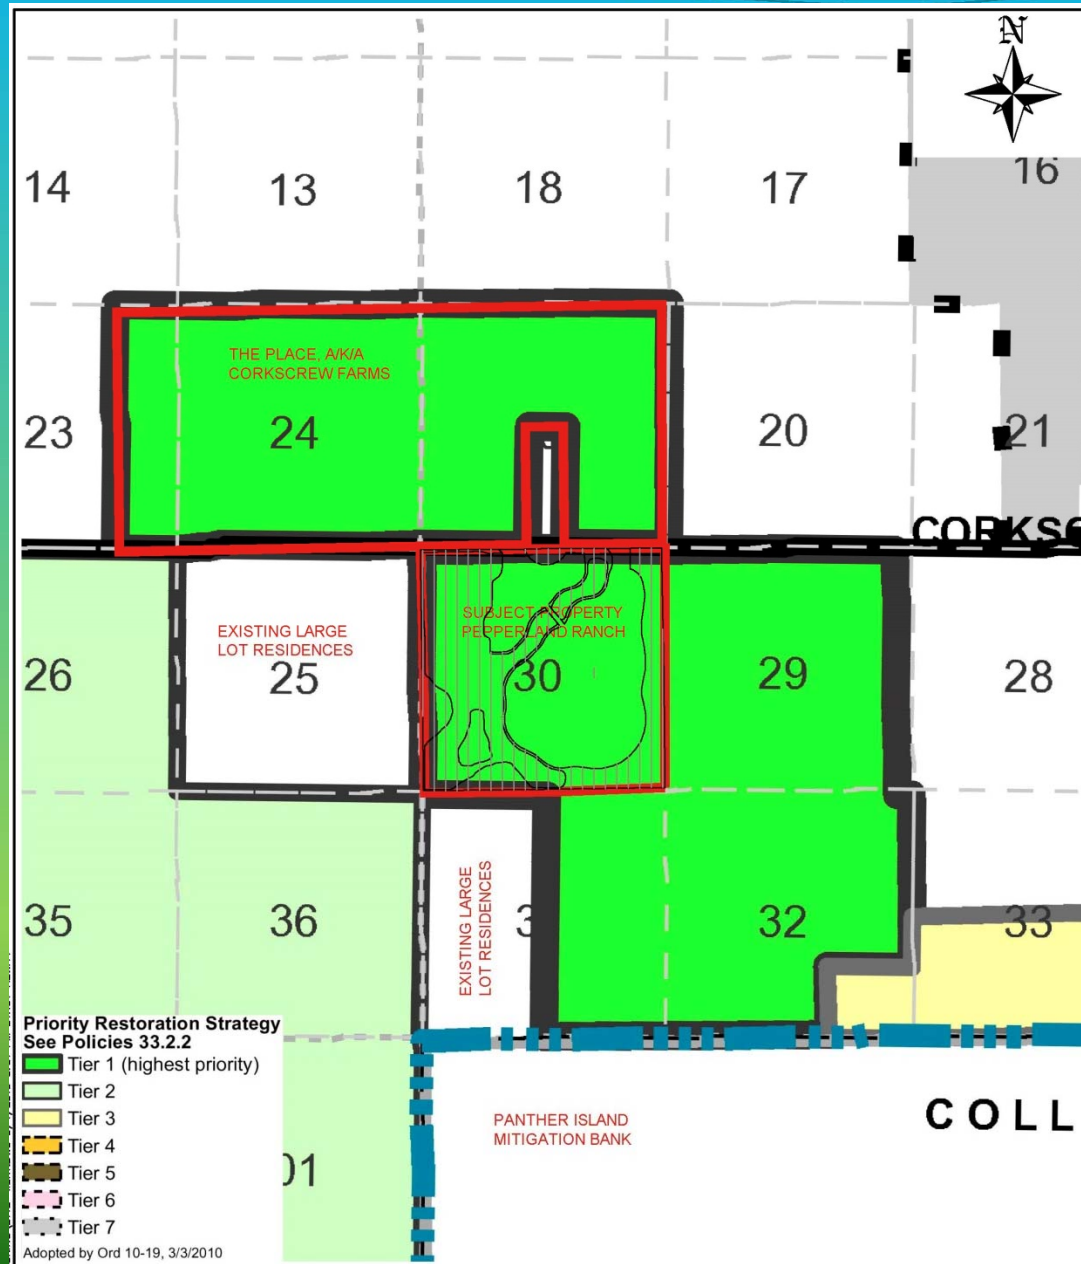 N
14
13
18
17
16
THE PLACE, A/K/A
CORKSCREW FARMS
23
24
20
21
CORKSC
EXISTING LARGE
LOT RESIDENCES
SUBJECT PROPERTY
PEPPERLAND RANCH
26
25
30
29
28
EXISTING LARGE
LOT RESIDENCES
35
36
3
32
33
Priority Restoration Strategy
See Policies 33.2.2
Tier 1 (highest priority)
Tier 2
Tier 3
Tier 4
Tier 5
Tier 6
Tier 7
Adopted by Ord 10-19, 3/3/2010
01
PANTHER ISLAND
MITIGATION BANK
COLL